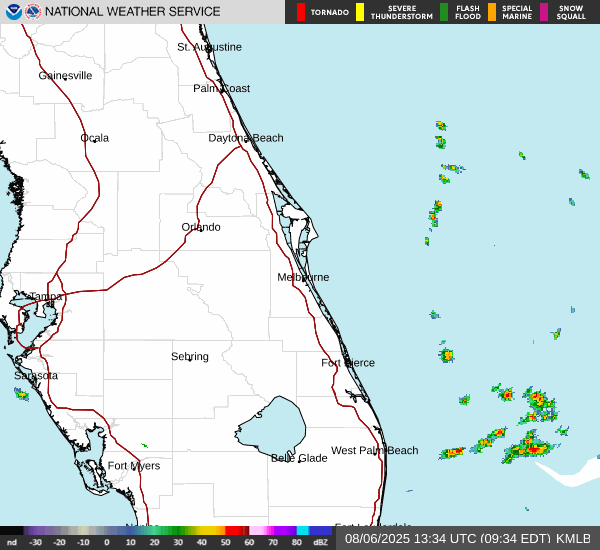 NATIONAL WEATHER SERVICE
TORNADO
SEVERE THUNDERSTORM
FLASH FLOOD
SPECIAL MARINE
SNOW SQUALL
St. Augustine
Gainesville
Palm Coast
Ocala
Daytona Beach
Orlando
Melbourne
Tampa
Sebring
Fort Pierce
Sarasota
West Palm Beach
Belle Glade
Fort Myers
nd -30 -20 -10 0 10 20 30 40 50 60 70 80 dBZ
08/06/2025 13:34 UTC (09:34 EDT) KMLB